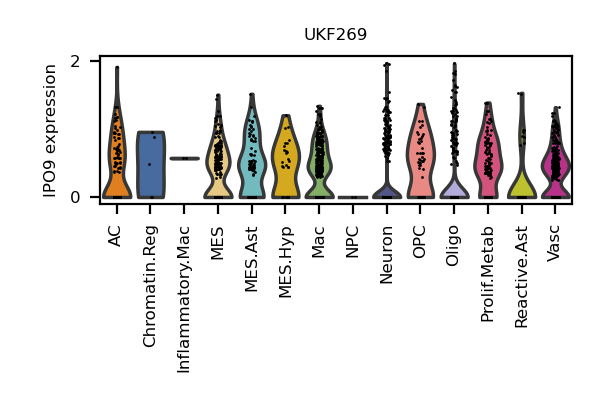 UKF269
IPO9 expression
2
0
AC
Chromatin.Reg
Inflammatory.Mac
MES
MES.Ast
MES.Hyp
Mac
NPC
Neuron
OPC
Oligo
Prolif.Metab
Reactive.Ast
Vasc